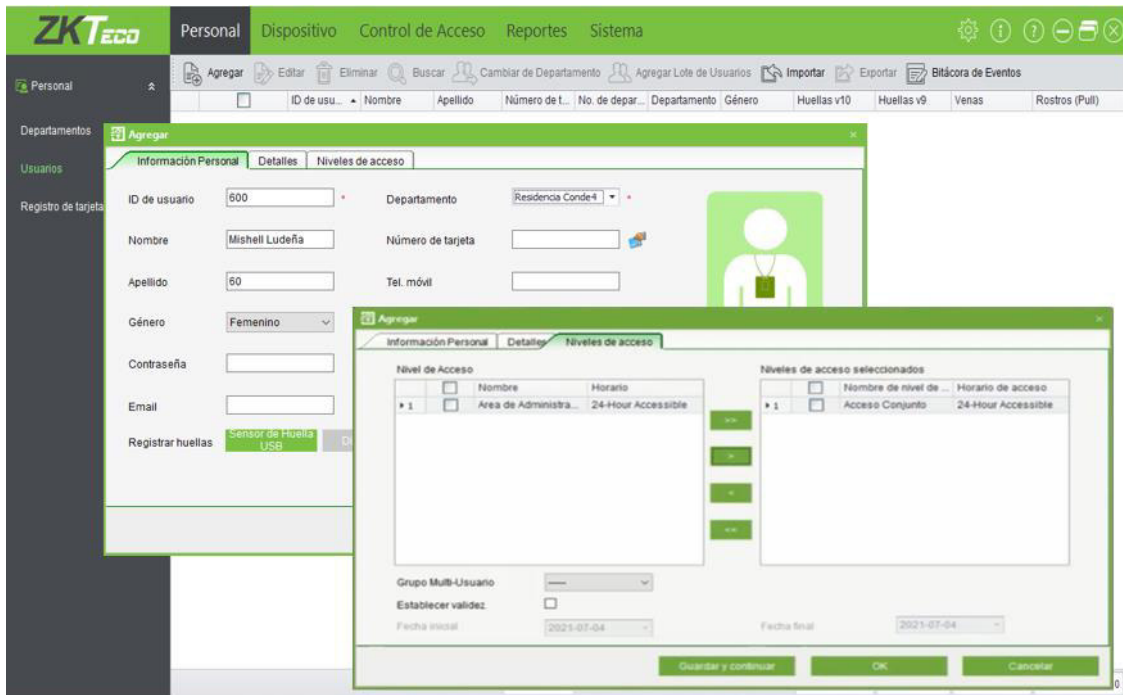 ZKTeco
Personal Dispositivo Control de Acceso Reportes Sistema
Personal
Agregar Editar Eliminar Buscar Cambiar de Departamento Agregar Lote de Usuarios Importar Exportar Bitácora de Eventos
ID de usu... Nombre Apellido Número de t... No. de depar... Departamento Género Huellas v10 Huellas v9 Venas Rostros (Pull)
Departamentos
Usuarios
Registro de tarjeta
Agregar
Información Personal Detalles Niveles de acceso
ID de usuario 600 * Departamento Residencia Conde4 *
Nombre Mishell Ludeña Número de tarjeta
Apellido 60 Tel. móvil
Género Femenino
Contraseña
Email
Registrar huellas Sensor de Huella
USB
Agregar
Información Personal Detalles Niveles de acceso
Nivel de Acceso Niveles de acceso seleccionados
Nombre Horario Nombre de nivel de ... Horario de acceso
1 Area de Administra... 24-Hour Accessible 1 Acceso Conjunto 24-Hour Accessible
>>
>
<
<<
Grupo Multi-Usuario -----
Establecer validez
Fecha inicial 2021-07-04 Fecha final 2021-07-04
Guardar y continuar OK Cancelar